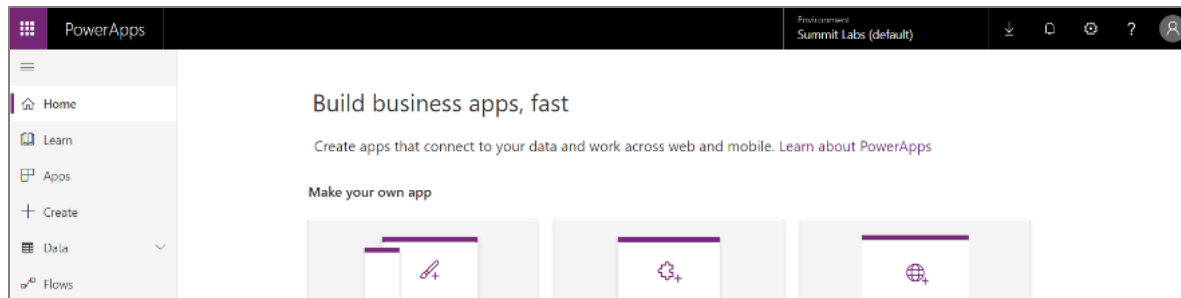 PowerApps
Environment
Summit Labs (default)
Home
Learn
Apps
Create
Data
Flows
Build business apps, fast
Create apps that connect to your data and work across web and mobile. Learn about PowerApps
Make your own app